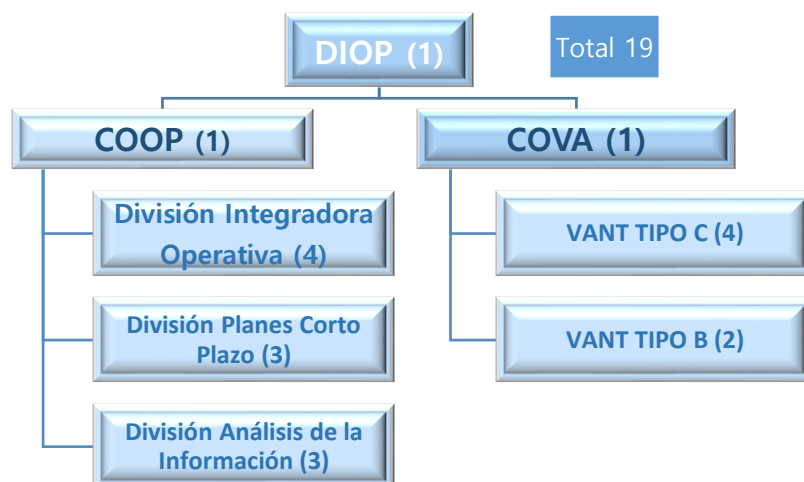 DIOP (1)
Total 19
COOP (1)
COVA (1)
División Integradora
Operativa (4)
VANT TIPO C (4)
División Planes Corto
Plazo (3)
VANT TIPO B (2)
División Análisis de la
Información (3)